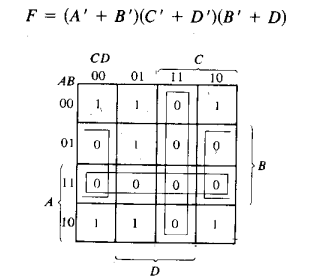 F = (A' + B')(C' + D')(B' + D)
CD C
AB 00 01 11 10
00 1 1 0 1
01 0 1 0 0
B
11 0 0 0 0
A
10 1 1 0 1
D